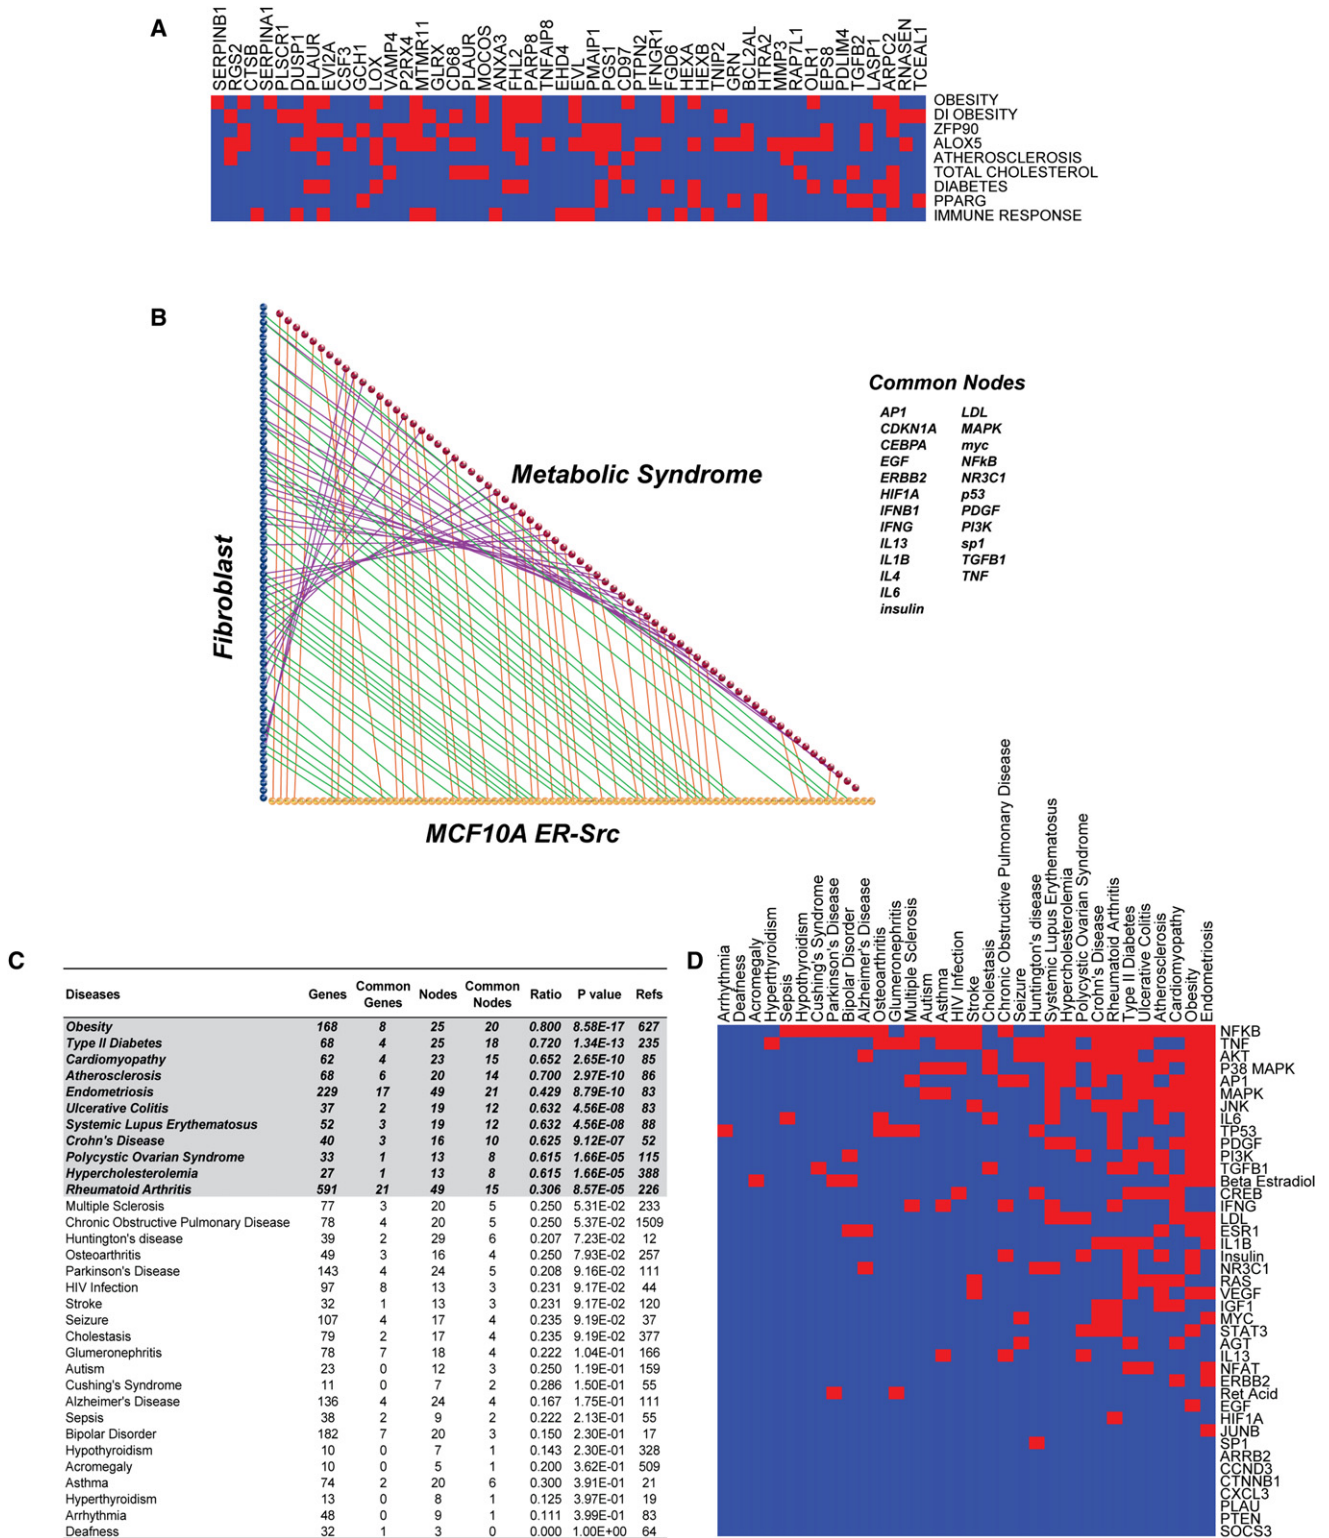 A
SERPINB1
RGS2
CTSB
SERPINA1
PLSCR1
DUSP1
PLAUR
EVI2A
CSF3
GCH1
LOX
VAMP4
P2RX4
MTMR11
GLRX
CD68
PLAUR
MOCOS
ANXA3
FHL2
PARP8
TNFAIP8
EHD4
EVL
PMAIP1
PGS1
CD97
PTPN2
IFNGR1
FGD6
HEXA
HEXB
TNIP2
GRN
BCL2AL
HTRA2
MMP3
RAP7L1
OLR1
EPS8
PDLIM4
TGFB2
LASP1
ARPC2
RNASEN
TCEAL1
OBESITY
DI OBESITY
ZFP90
ALOX5
ATHEROSCLEROSIS
TOTAL CHOLESTEROL
DIABETES
PPARG
IMMUNE RESPONSE
B
Fibroblast
Metabolic Syndrome
MCF10A ER-Src
Common Nodes
AP1 LDL
CDKN1A MAPK
CEBPA myc
EGF NFkB
ERBB2 NR3C1
HIF1A p53
IFNB1 PDGF
IFNG PI3K
IL13 sp1
IL1B TGFB1
IL4 TNF
IL6
insulin
C
Diseases Genes Common Genes Nodes Common Nodes Ratio P value Refs
Obesity 168 8 25 20 0.800 8.58E-17 627
Type II Diabetes 68 4 25 18 0.720 1.34E-13 235
Cardiomyopathy 62 4 23 15 0.652 2.65E-10 85
Atherosclerosis 68 6 20 14 0.700 2.97E-10 86
Endometriosis 229 17 49 21 0.429 8.79E-10 83
Ulcerative Colitis 37 2 19 12 0.632 4.56E-08 83
Systemic Lupus Erythematosus 52 3 19 12 0.632 4.56E-08 88
Crohn's Disease 40 3 16 10 0.625 9.12E-07 52
Polycystic Ovarian Syndrome 33 1 13 8 0.615 1.66E-05 115
Hypercholesterolemia 27 1 13 8 0.615 1.66E-05 388
Rheumatoid Arthritis 591 21 49 15 0.306 8.57E-05 226
Multiple Sclerosis 77 3 20 5 0.250 5.31E-02 233
Chronic Obstructive Pulmonary Disease 78 4 20 5 0.250 5.37E-02 1509
Huntington's disease 39 2 29 6 0.207 7.23E-02 12
Osteoarthritis 49 3 16 4 0.250 7.93E-02 257
Parkinson's Disease 143 4 24 5 0.208 9.16E-02 111
HIV Infection 97 8 13 3 0.231 9.17E-02 44
Stroke 32 1 13 3 0.231 9.17E-02 120
Seizure 107 4 17 4 0.235 9.19E-02 37
Cholestasis 79 2 17 4 0.235 9.19E-02 377
Glumeronephritis 78 7 18 4 0.222 1.04E-01 166
Autism 23 0 12 3 0.250 1.19E-01 159
Cushing's Syndrome 11 0 7 2 0.286 1.50E-01 55
Alzheimer's Disease 136 4 24 4 0.167 1.75E-01 111
Sepsis 38 2 9 2 0.222 2.13E-01 55
Bipolar Disorder 182 7 20 3 0.150 2.30E-01 17
Hypothyroidism 10 0 7 1 0.143 2.30E-01 328
Acromegaly 10 0 5 1 0.200 3.62E-01 509
Asthma 74 2 20 6 0.300 3.91E-01 21
Hyperthyroidism 13 0 8 1 0.125 3.97E-01 19
Arrhythmia 48 0 9 1 0.111 3.99E-01 83
Deafness 32 1 3 0 0.000 1.00E+00 64
D
Arrhythmia
Deafness
Acromegaly
Hyperthyroidism
Sepsis
Hypothyroidism
Cushing's Syndrome
Parkinson's Disease
Bipolar Disorder
Alzheimer's Disease
Osteoarthritis
Glumeronephritis
Multiple Sclerosis
Autism
Asthma
HIV Infection
Stroke
Cholestasis
Chronic Obstructive Pulmonary Disease
Seizure
Huntington's disease
Systemic Lupus Erythematosus
Hypercholesterolemia
Polycystic Ovarian Syndrome
Crohn's Disease
Rheumatoid Arthritis
Type II Diabetes
Ulcerative Colitis
Atherosclerosis
Cardiomyopathy
Obesity
Endometriosis
NFKB
TNF
AKT
P38 MAPK
AP1
MAPK
JNK
IL6
TP53
PDGF
PI3K
TGFB1
Beta Estradiol
CREB
IFNG
LDL
ESR1
IL1B
Insulin
NR3C1
RAS
VEGF
IGF1
MYC
STAT3
AGT
IL13
NFAT
ERBB2
Ret Acid
EGF
HIF1A
JUNB
SP1
ARRB2
CCND3
CTNNB1
CXCL3
PLAU
PTEN
SOCS3